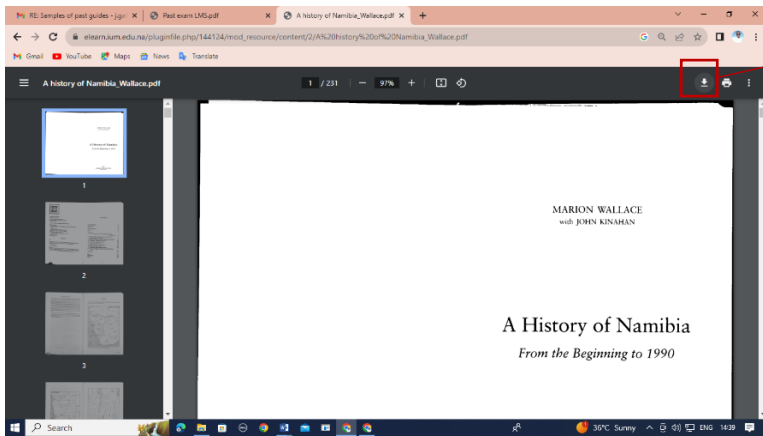 RE: Samples of past guides - j.gur
Past exam LMS.pdf
A history of Namibia_Wallace.pdf
elearn.ium.edu.na/pluginfile.php/144124/mod_resource/content/2/A%20history%20of%20Namibia_Wallace.pdf
Gmail
YouTube
Maps
News
Translate
A history of Namibia_Wallace.pdf
1 / 231
97%
1
2
3
MARION WALLACE
with JOHN KINAHAN
A History of Namibia
From the Beginning to 1990
Search
36°C Sunny
ENG
14:39